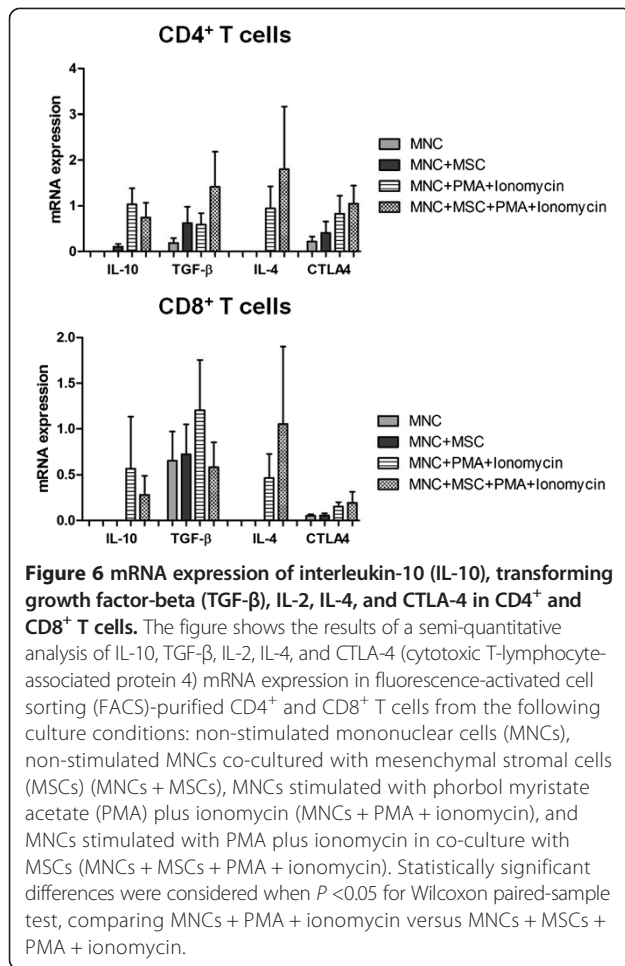 CD4⁺ T cells
mRNA expression
4
3
2
1
0
IL-10 TGF-β IL-4 CTLA4
MNC
MNC+MSC
MNC+PMA+Ionomycin
MNC+MSC+PMA+Ionomycin
CD8⁺ T cells
mRNA expression
2.0
1.5
1.0
0.5
0.0
IL-10 TGF-β IL-4 CTLA4
MNC
MNC+MSC
MNC+PMA+Ionomycin
MNC+MSC+PMA+Ionomycin
Figure 6 mRNA expression of interleukin-10 (IL-10), transforming
growth factor-beta (TGF-β), IL-2, IL-4, and CTLA-4 in CD4⁺ and
CD8⁺ T cells. The figure shows the results of a semi-quantitative
analysis of IL-10, TGF-β, IL-2, IL-4, and CTLA-4 (cytotoxic T-lymphocyte-
associated protein 4) mRNA expression in fluorescence-activated cell
sorting (FACS)-purified CD4⁺ and CD8⁺ T cells from the following
culture conditions: non-stimulated mononuclear cells (MNCs),
non-stimulated MNCs co-cultured with mesenchymal stromal cells
(MSCs) (MNCs + MSCs), MNCs stimulated with phorbol myristate
acetate (PMA) plus ionomycin (MNCs + PMA + ionomycin), and
MNCs stimulated with PMA plus ionomycin in co-culture with
MSCs (MNCs + MSCs + PMA + ionomycin). Statistically significant
differences were considered when P <0.05 for Wilcoxon paired-sample
test, comparing MNCs + PMA + ionomycin versus MNCs + MSCs +
PMA + ionomycin.